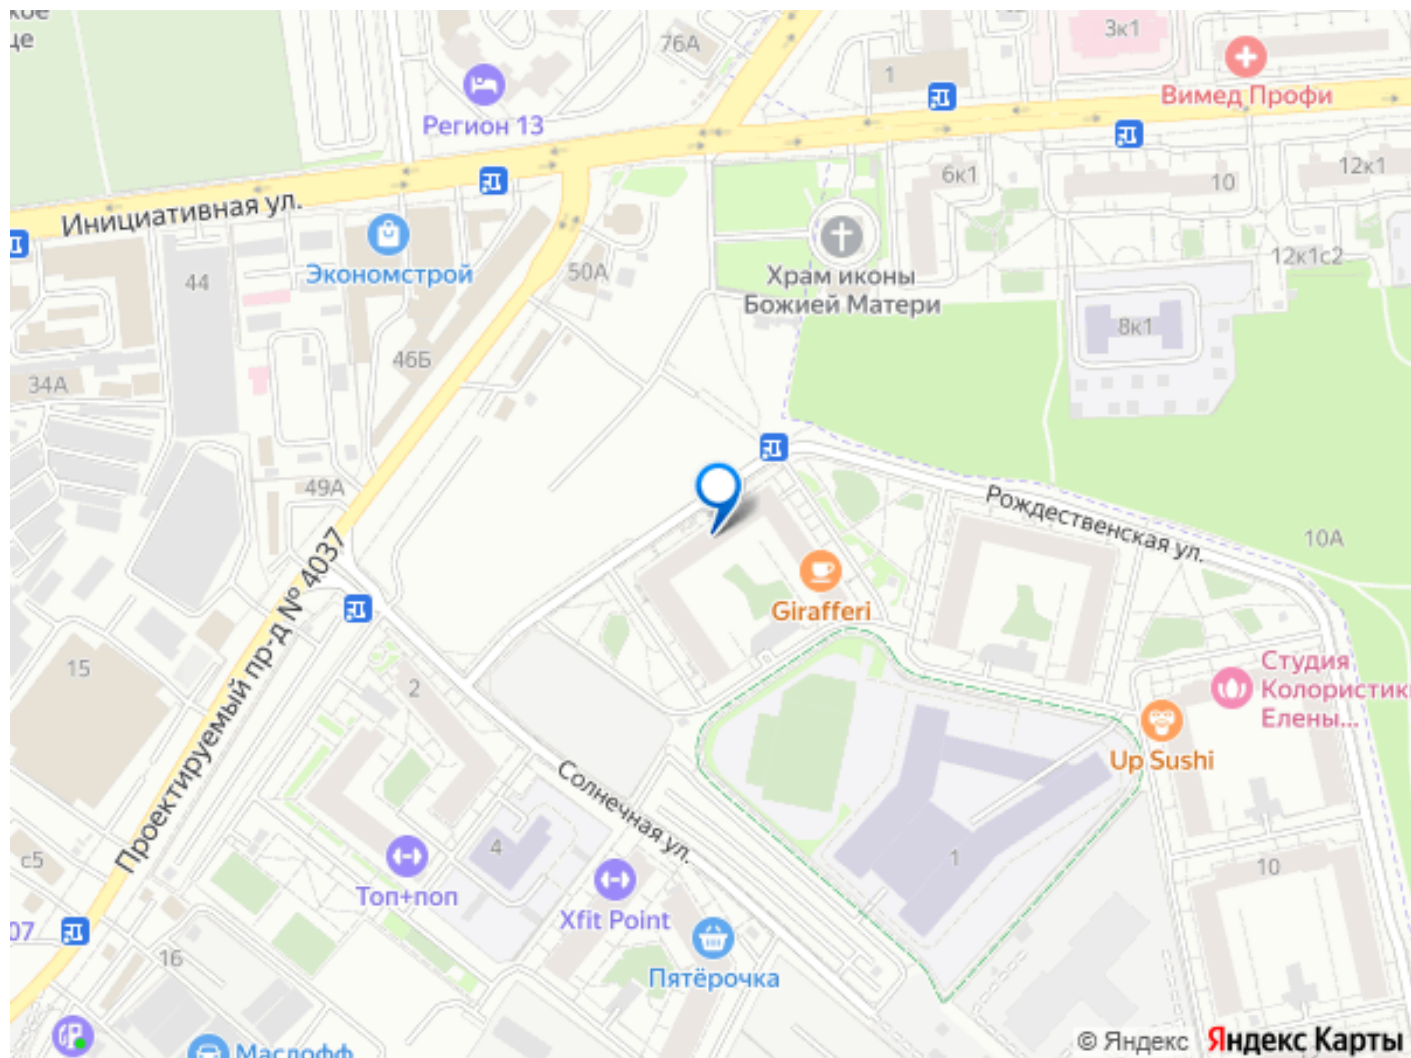 76А
3к1
1
Вимед Профи
Регион 13
6к1
10
12к1
Инициативная ул.
Экономстрой
44
50А
Храм иконы
Божией Матери
12к1с2
8к1
46Б
34А
49А
Рождественская ул.
10А
Проектируемый пр-д № 4037
Girafferi
15
2
Студия
Колористик
Елены...
Up Sushi
Солнечная ул.
с5
4
1
10
Топ+поп
Xfit Point
07
16
Пятёрочка
Маслофф
© Яндекс Яндекс Карты